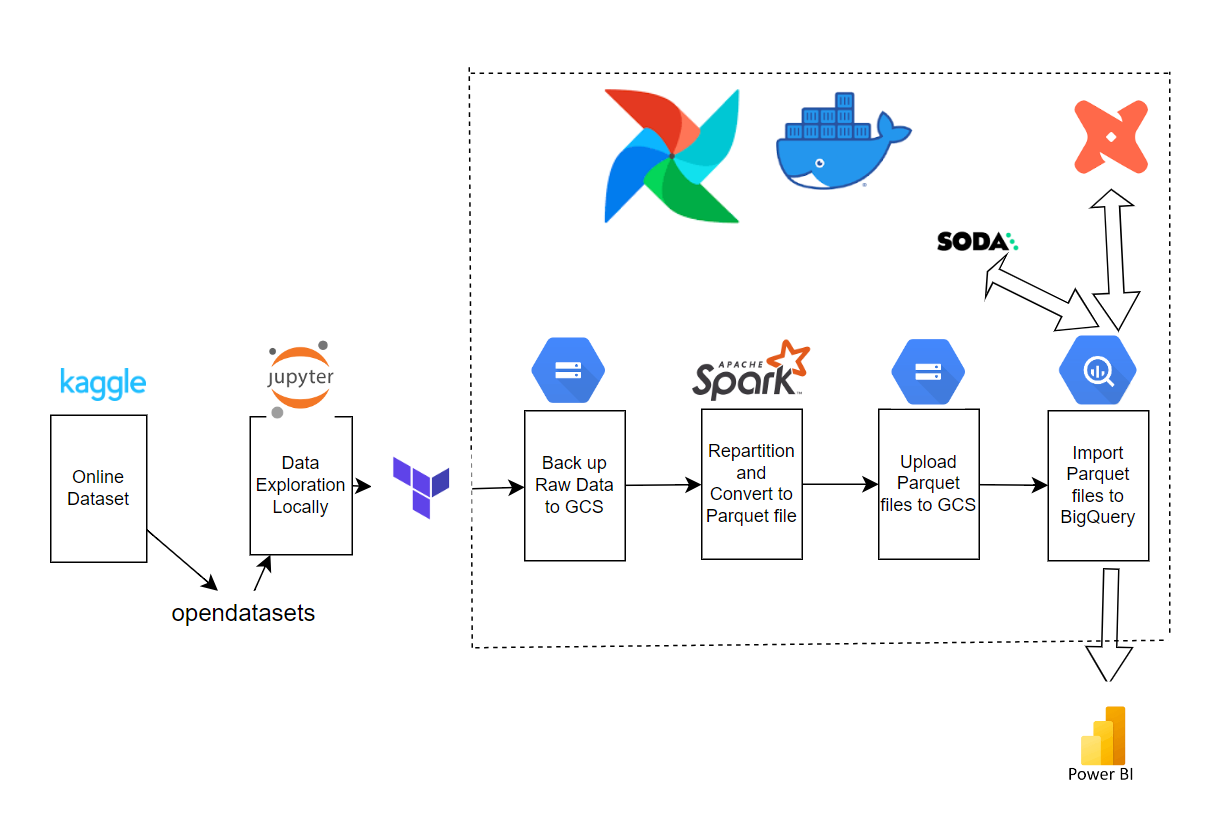 SODA
kaggle
jupyter
APACHE
Spark
Online
Dataset
Data
Exploration
Locally
Back up
Raw Data
to GCS
Repartition
and
Convert to
Parquet file
Upload
Parquet
files to GCS
Import
Parquet
files to
BigQuery
opendatasets
Power BI